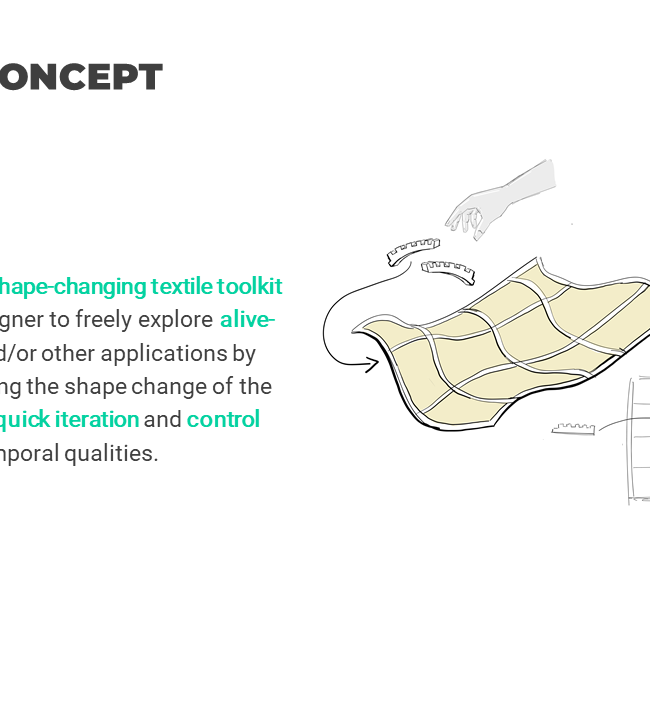 ONCEPT
hape-changing textile toolkit
gner to freely explore alive-
d/or other applications by
ng the shape change of the
quick iteration and control
nporal qualities.